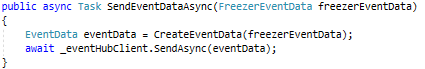 public async Task SendEventDataAsync(FreezerEventData freezerEventData)
{
    EventData eventData = CreateEventData(freezerEventData);
    await _eventHubClient.SendAsync(eventData);
}